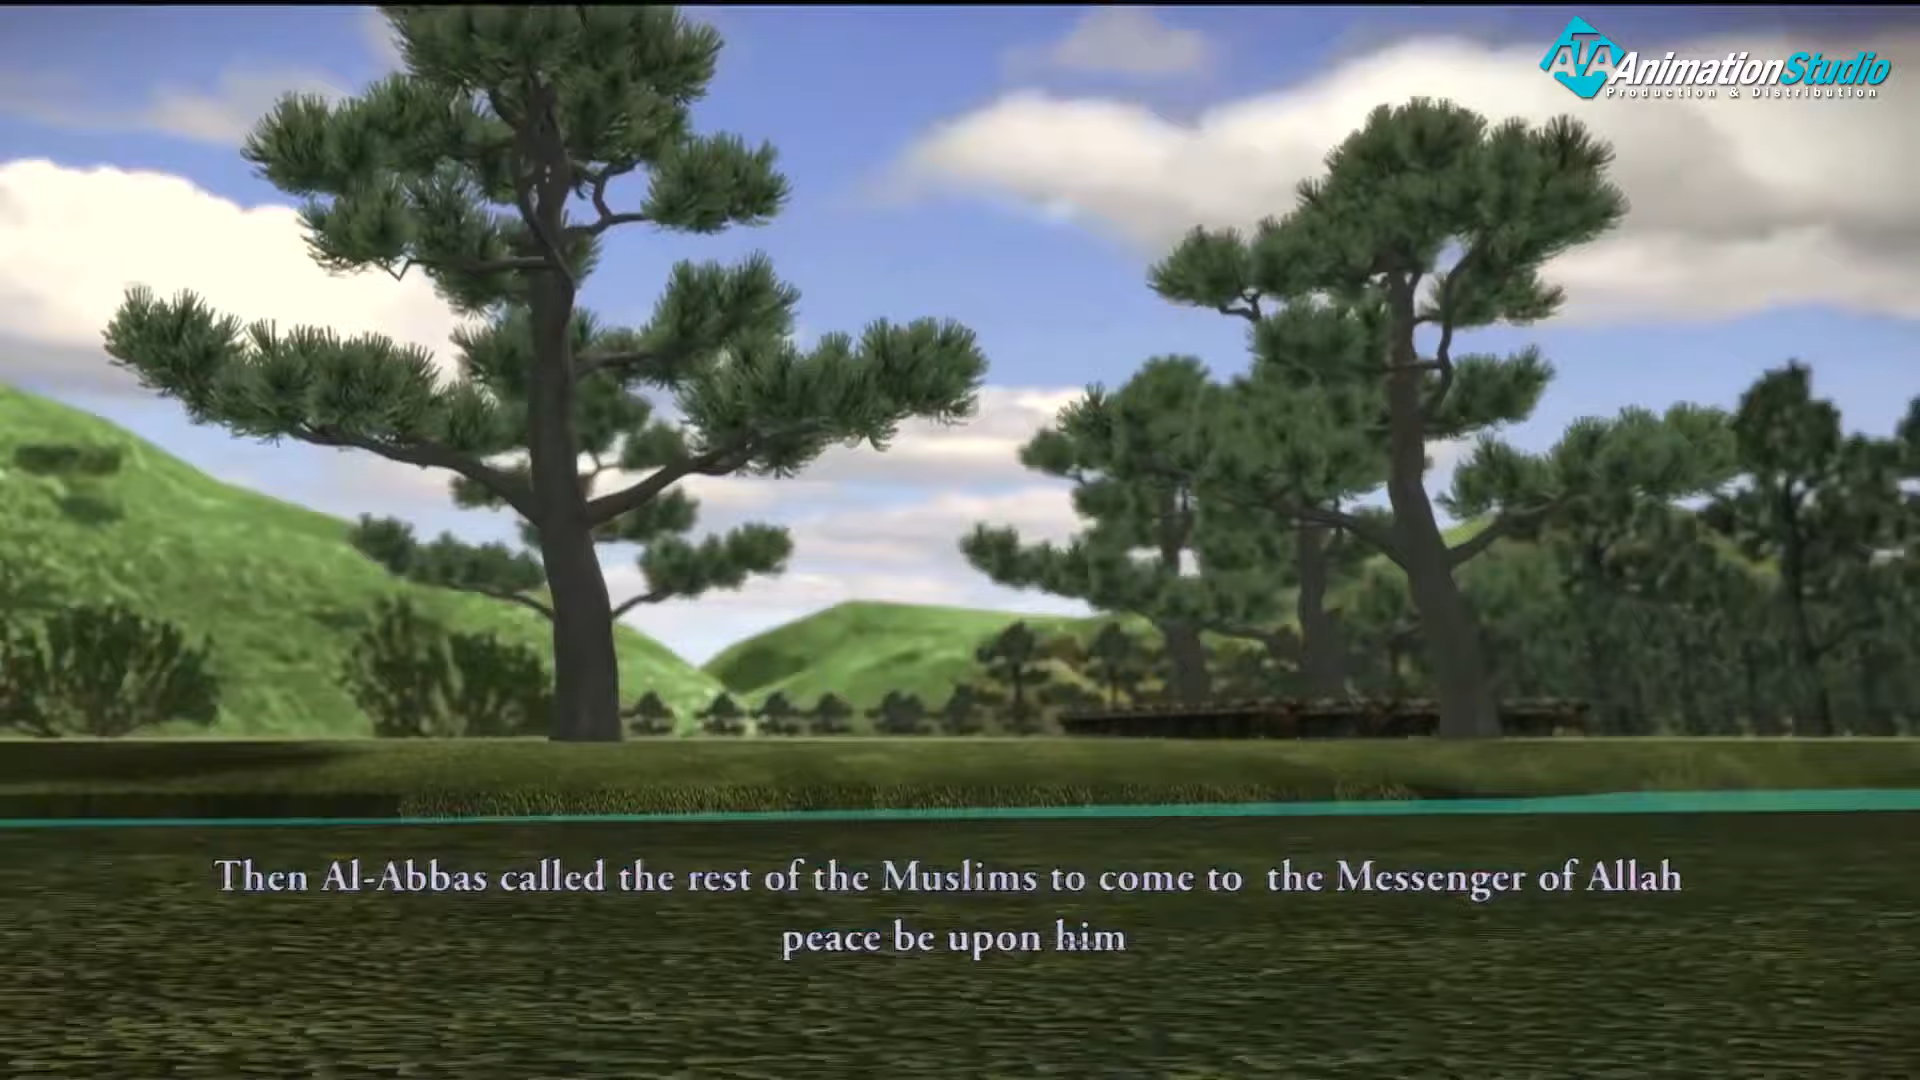 ATA AnimationStudio
Production & Distribution
Then Al-Abbas called the rest of the Muslims to come to the Messenger of Allah
peace be upon him